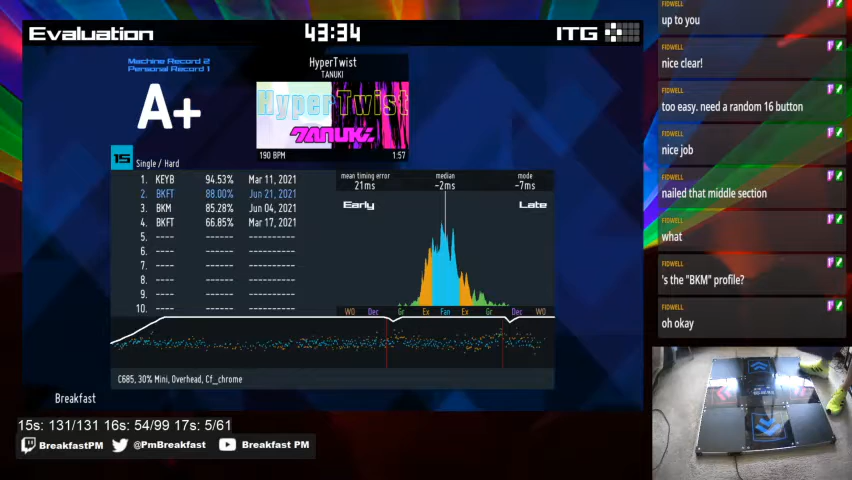 Evaluation
43:34
ITG
Machine Record 2
Personal Record 1
A+
HyperTwist
TANUKI
HyperTwist
TANUKI
190 BPM
1:57
15
Single / Hard
1. KEYB 94.53% Mar 11, 2021
2. BKFT 88.00% Jun 21, 2021
3. BKM 85.28% Jun 04, 2021
4. BKFT 66.85% Mar 17, 2021
5. ---- ------ ----------
6. ---- ------ ----------
7. ---- ------ ----------
8. ---- ------ ----------
9. ---- ------ ----------
10. ---- ------ ----------
mean timing error
21ms
median
-2ms
mode
-7ms
Early
Late
WO Dec Gr Ex Fan Ex Gr Dec WO
C685, 30% Mini, Overhead, Cf_chrome
Breakfast
15s: 131/131 16s: 54/99 17s: 5/61
BreakfastPM
@PmBreakfast
Breakfast PM
FIDWELL
up to you
FIDWELL
nice clear!
FIDWELL
too easy. need a random 16 button
FIDWELL
nice job
FIDWELL
nailed that middle section
FIDWELL
what
FIDWELL
's the "BKM" profile?
FIDWELL
oh okay